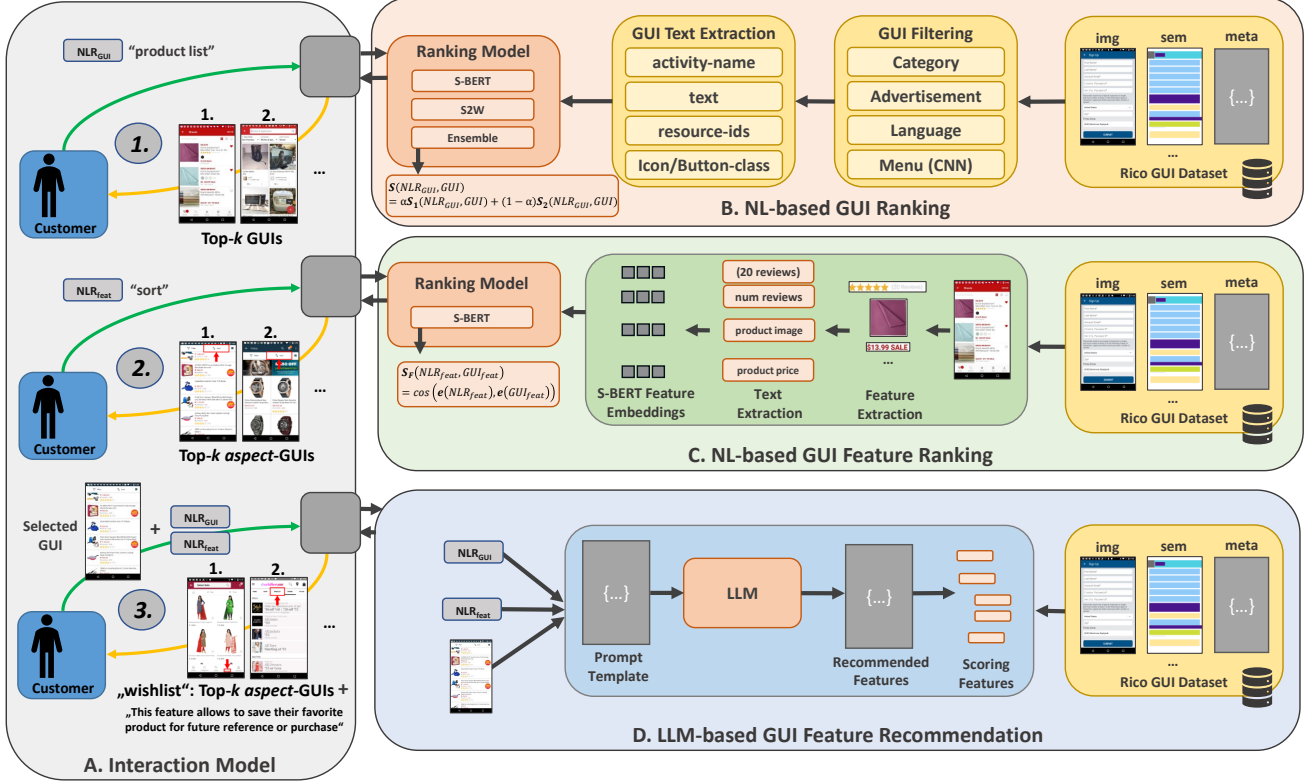 NLR_GUI "product list"
1.
1. 2.
...
Customer
Top-k GUIs
NLR_feat "sort"
2.
1. 2.
...
Customer
Top-k aspect-GUIs
Selected
GUI
+
NLR_GUI
NLR_feat
3.
1. 2.
...
Customer
„wishlist“: Top-k aspect-GUIs +
„This feature allows to save their favorite
product for future reference or purchase“
A. Interaction Model
Ranking Model
S-BERT
S2W
Ensemble
S(NLR_GUI, GUI)
= αS₁(NLR_GUI, GUI) + (1 − α)S₂(NLR_GUI, GUI)
GUI Text Extraction
activity-name
text
resource-ids
Icon/Button-class
GUI Filtering
Category
Advertisement
Language
Menu (CNN)
img sem meta
{...}
...
Rico GUI Dataset
B. NL-based GUI Ranking
Ranking Model
S-BERT
S_F(NLR_feat, GUI_feat)
= cos (e(NLR_feat), e(GUI_feat))
S-BERT Feature
Embeddings
(20 reviews)
num reviews
product image
product price
Text
Extraction
$13.99 SALE
...
Feature
Extraction
img sem meta
{...}
...
Rico GUI Dataset
C. NL-based GUI Feature Ranking
NLR_GUI
NLR_feat
{...}
Prompt
Template
LLM
{...}
Recommended
Features
Scoring
Features
img sem meta
{...}
...
Rico GUI Dataset
D. LLM-based GUI Feature Recommendation